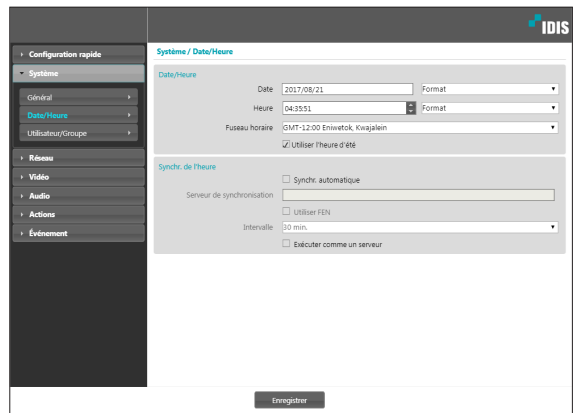 IDIS
Configuration rapide
Système
Général
Date/Heure
Utilisateur/Groupe
Réseau
Vidéo
Audio
Actions
Événement
Système / Date/Heure
Date/Heure
Date 2017/08/21 Format
Heure 04:35:51 Format
Fuseau horaire GMT-12:00 Eniwetok, Kwajalein
Utiliser l'heure d'été
Synchr. de l'heure
Synchr. automatique
Serveur de synchronisation
Utiliser FEN
Intervalle 30 min.
Exécuter comme un serveur
Enregistrer